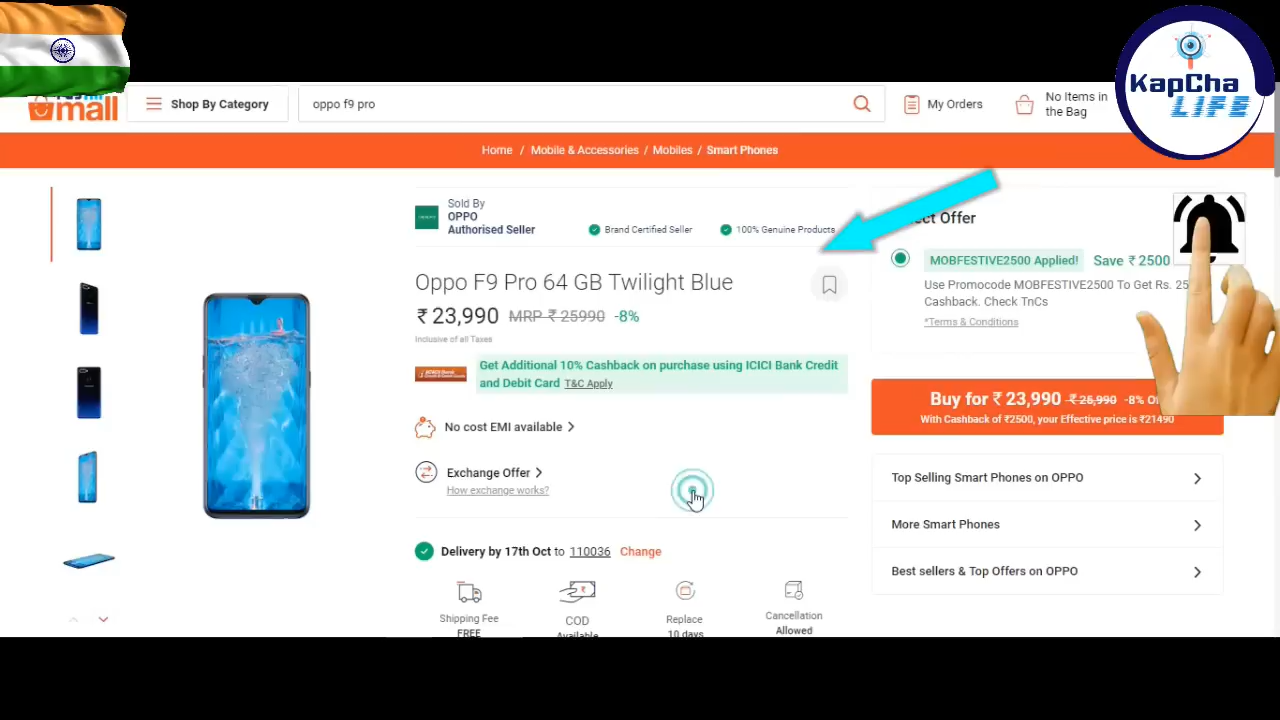 mall
Shop By Category
oppo f9 pro
My Orders
No Items in
the Bag
KapCha
LIFE
Home / Mobile & Accessories / Mobiles / Smart Phones
Sold By
OPPO
Authorised Seller
Brand Certified Seller
100% Genuine Products
Offer
Oppo F9 Pro 64 GB Twilight Blue
₹ 23,990 MRP ₹ 25990 -8%
Inclusive of all Taxes
MOBFESTIVE2500 Applied! Save ₹ 2500
Use Promocode MOBFESTIVE2500 To Get Rs. 25
Cashback. Check TnCs
*Terms & Conditions
Get Additional 10% Cashback on purchase using ICICI Bank Credit
and Debit Card T&C Apply
Buy for ₹ 23,990 ₹ 25,990 -8%
With Cashback of ₹2500, your Effective price is ₹21490
No cost EMI available
Exchange Offer
How exchange works?
Top Selling Smart Phones on OPPO
More Smart Phones
Best sellers & Top Offers on OPPO
Delivery by 17th Oct to 110036 Change
Shipping Fee
FREE
COD
Available
Replace
10 days
Cancellation
Allowed